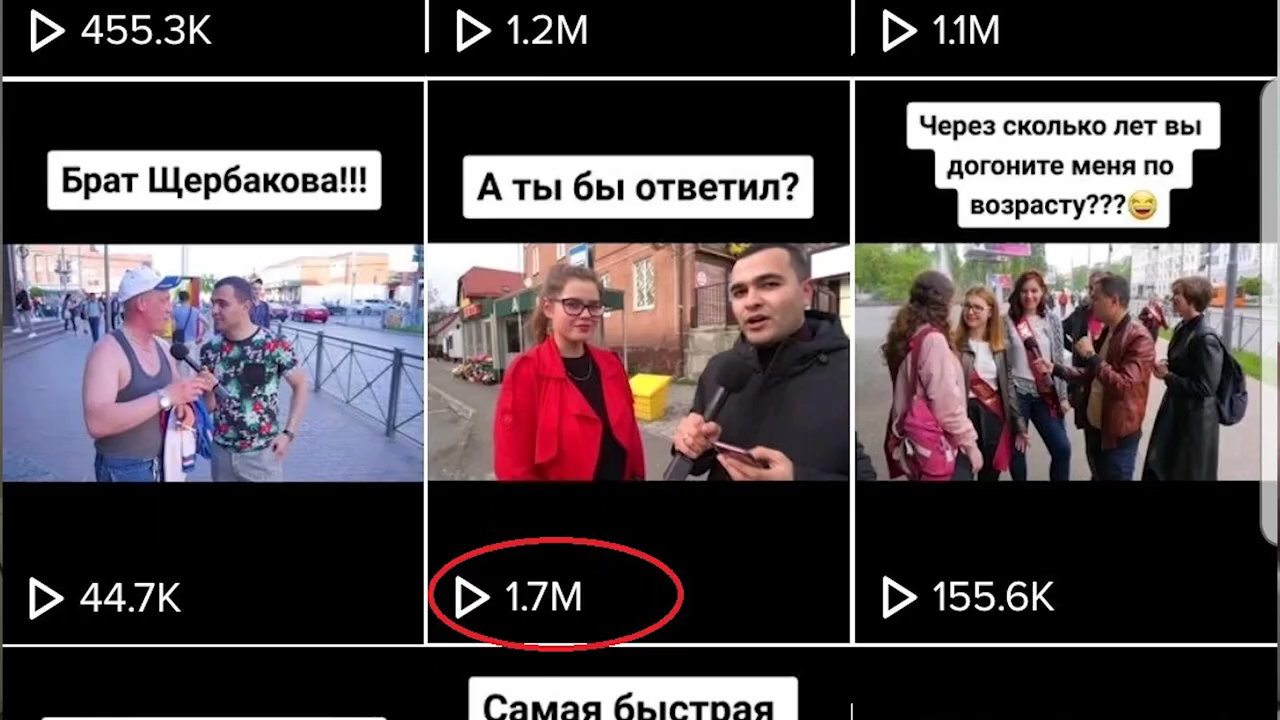 455.3K
1.2M
1.1M
Брат Щербакова!!!
А ты бы ответил?
Через сколько лет вы
догоните меня по
возрасту???😆
44.7K
1.7M
155.6K
Самая быстрая